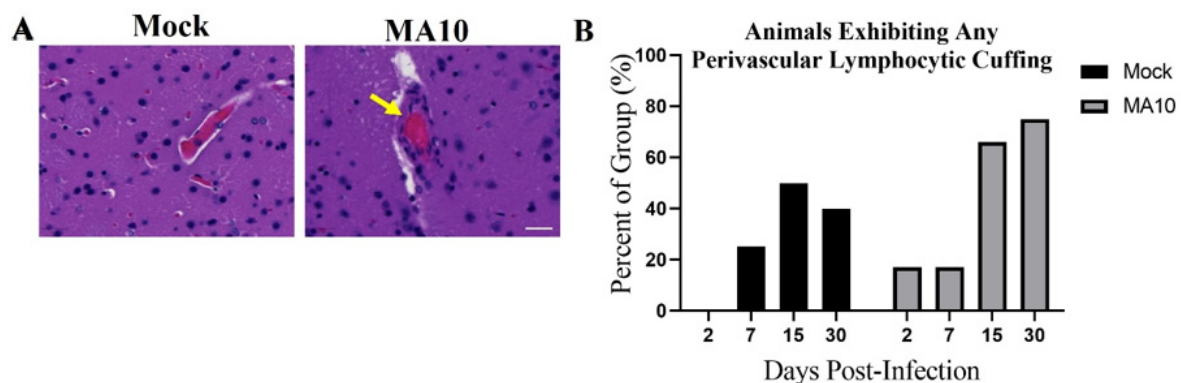 A
Mock
MA10
B
Animals Exhibiting Any
Perivascular Lymphocytic Cuffing
Percent of Group (%)
100
80
60
40
20
0
2 7 15 30 2 7 15 30
Days Post-Infection
Mock
MA10